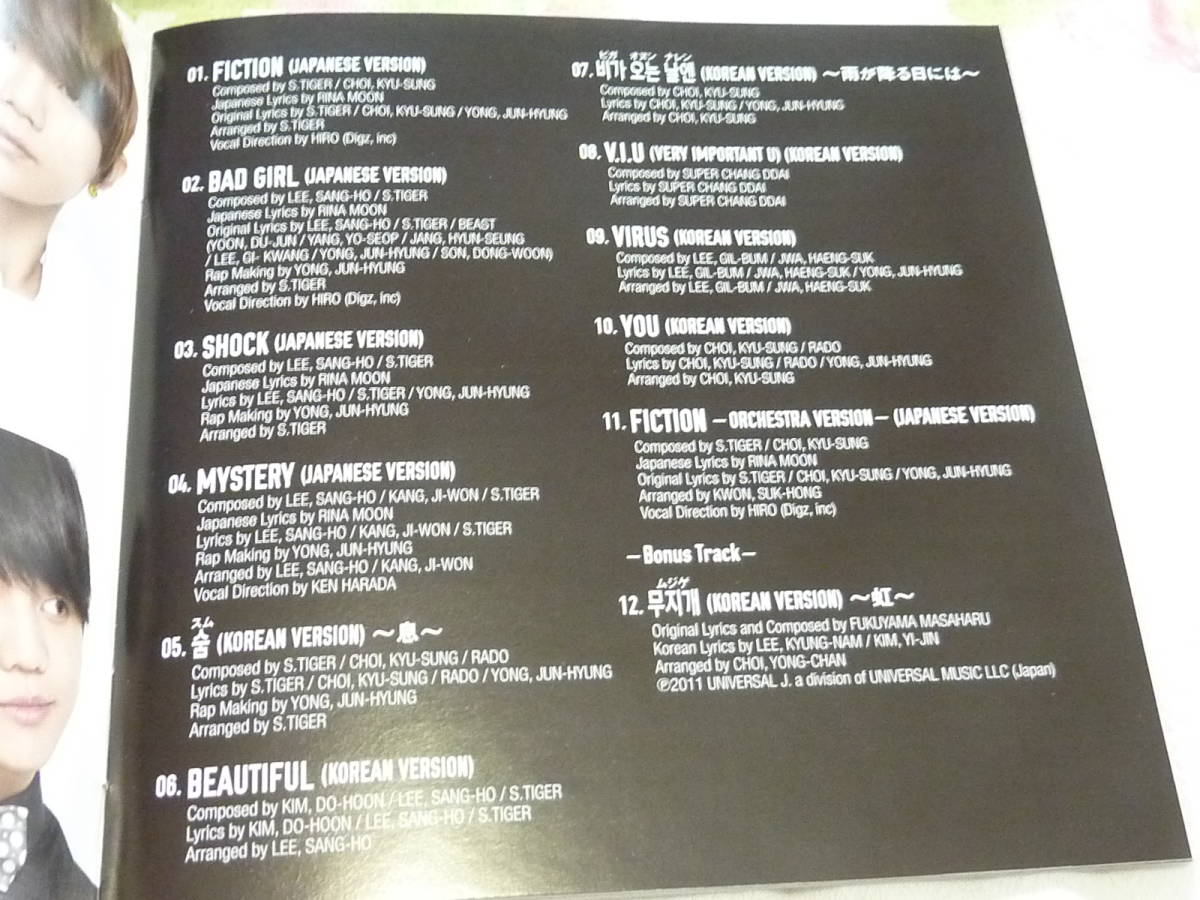 01. FICTION (JAPANESE VERSION)
Composed by S.TIGER / CHOI, KYU-SUNG
Japanese Lyrics by RINA MOON
Original Lyrics by S.TIGER / CHOI, KYU-SUNG / YONG, JUN-HYUNG
Arranged by S.TIGER
Vocal Direction by HIRO (Digz, inc)
02. BAD GIRL (JAPANESE VERSION)
Composed by LEE, SANG-HO / S.TIGER
Japanese Lyrics by RINA MOON
Original Lyrics by LEE, SANG-HO / S.TIGER / BEAST
(YOON, DU-JUN / YANG, YO-SEOP / JANG, HYUN-SEUNG
/ LEE, GI- KWANG / YONG, JUN-HYUNG / SON, DONG-WOON)
Rap Making by YONG, JUN-HYUNG
Arranged by S.TIGER
Vocal Direction by HIRO (Digz, inc)
03. SHOCK (JAPANESE VERSION)
Composed by LEE, SANG-HO / S.TIGER
Japanese Lyrics by RINA MOON
Lyrics by LEE, SANG-HO / S.TIGER / YONG, JUN-HYUNG
Rap Making by YONG, JUN-HYUNG
Arranged by S.TIGER
04. MYSTERY (JAPANESE VERSION)
Composed by LEE, SANG-HO / KANG, JI-WON / S.TIGER
Japanese Lyrics by RINA MOON
Lyrics by LEE, SANG-HO / KANG, JI-WON / S.TIGER
Rap Making by YONG, JUN-HYUNG
Arranged by LEE, SANG-HO / KANG, JI-WON
Vocal Direction by KEN HARADA
スム
05. 숨 (KOREAN VERSION) 〜息〜
Composed by S.TIGER / CHOI, KYU-SUNG / RADO
Lyrics by S.TIGER / CHOI, KYU-SUNG / RADO / YONG, JUN-HYUNG
Rap Making by YONG, JUN-HYUNG
Arranged by S.TIGER
06. BEAUTIFUL (KOREAN VERSION)
Composed by KIM, DO-HOON / LEE, SANG-HO / S.TIGER
Lyrics by KIM, DO-HOON / LEE, SANG-HO / S.TIGER
Arranged by LEE, SANG-HO
ビガ オヌン ナレン
07. 비가 오는 날엔 (KOREAN VERSION) 〜雨が降る日には〜
Composed by CHOI, KYU-SUNG
Lyrics by CHOI, KYU-SUNG / YONG, JUN-HYUNG
Arranged by CHOI, KYU-SUNG
08. V.I.U (VERY IMPORTANT U) (KOREAN VERSION)
Composed by SUPER CHANG DDAI
Lyrics by SUPER CHANG DDAI
Arranged by SUPER CHANG DDAI
09. VIRUS (KOREAN VERSION)
Composed by LEE, GIL-BUM / JWA, HAENG-SUK
Lyrics by LEE, GIL-BUM / JWA, HAENG-SUK / YONG, JUN-HYUNG
Arranged by LEE, GIL-BUM / JWA, HAENG-SUK
10. YOU (KOREAN VERSION)
Composed by CHOI, KYU-SUNG / RADO
Lyrics by CHOI, KYU-SUNG / RADO / YONG, JUN-HYUNG
Arranged by CHOI, KYU-SUNG
11. FICTION －ORCHESTRA VERSION－ (JAPANESE VERSION)
Composed by S.TIGER / CHOI, KYU-SUNG
Japanese Lyrics by RINA MOON
Original Lyrics by S.TIGER / CHOI, KYU-SUNG / YONG, JUN-HYUNG
Arranged by KWON, SUK-HONG
Vocal Direction by HIRO (Digz, inc)
－Bonus Track－
ムジゲ
12. 무지개 (KOREAN VERSION) 〜虹〜
Original Lyrics and Composed by FUKUYAMA MASAHARU
Korean Lyrics by LEE, KYUNG-NAM / KIM, YI-JIN
Arranged by CHOI, YONG-CHAN
℗2011 UNIVERSAL J. a division of UNIVERSAL MUSIC LLC (Japan)